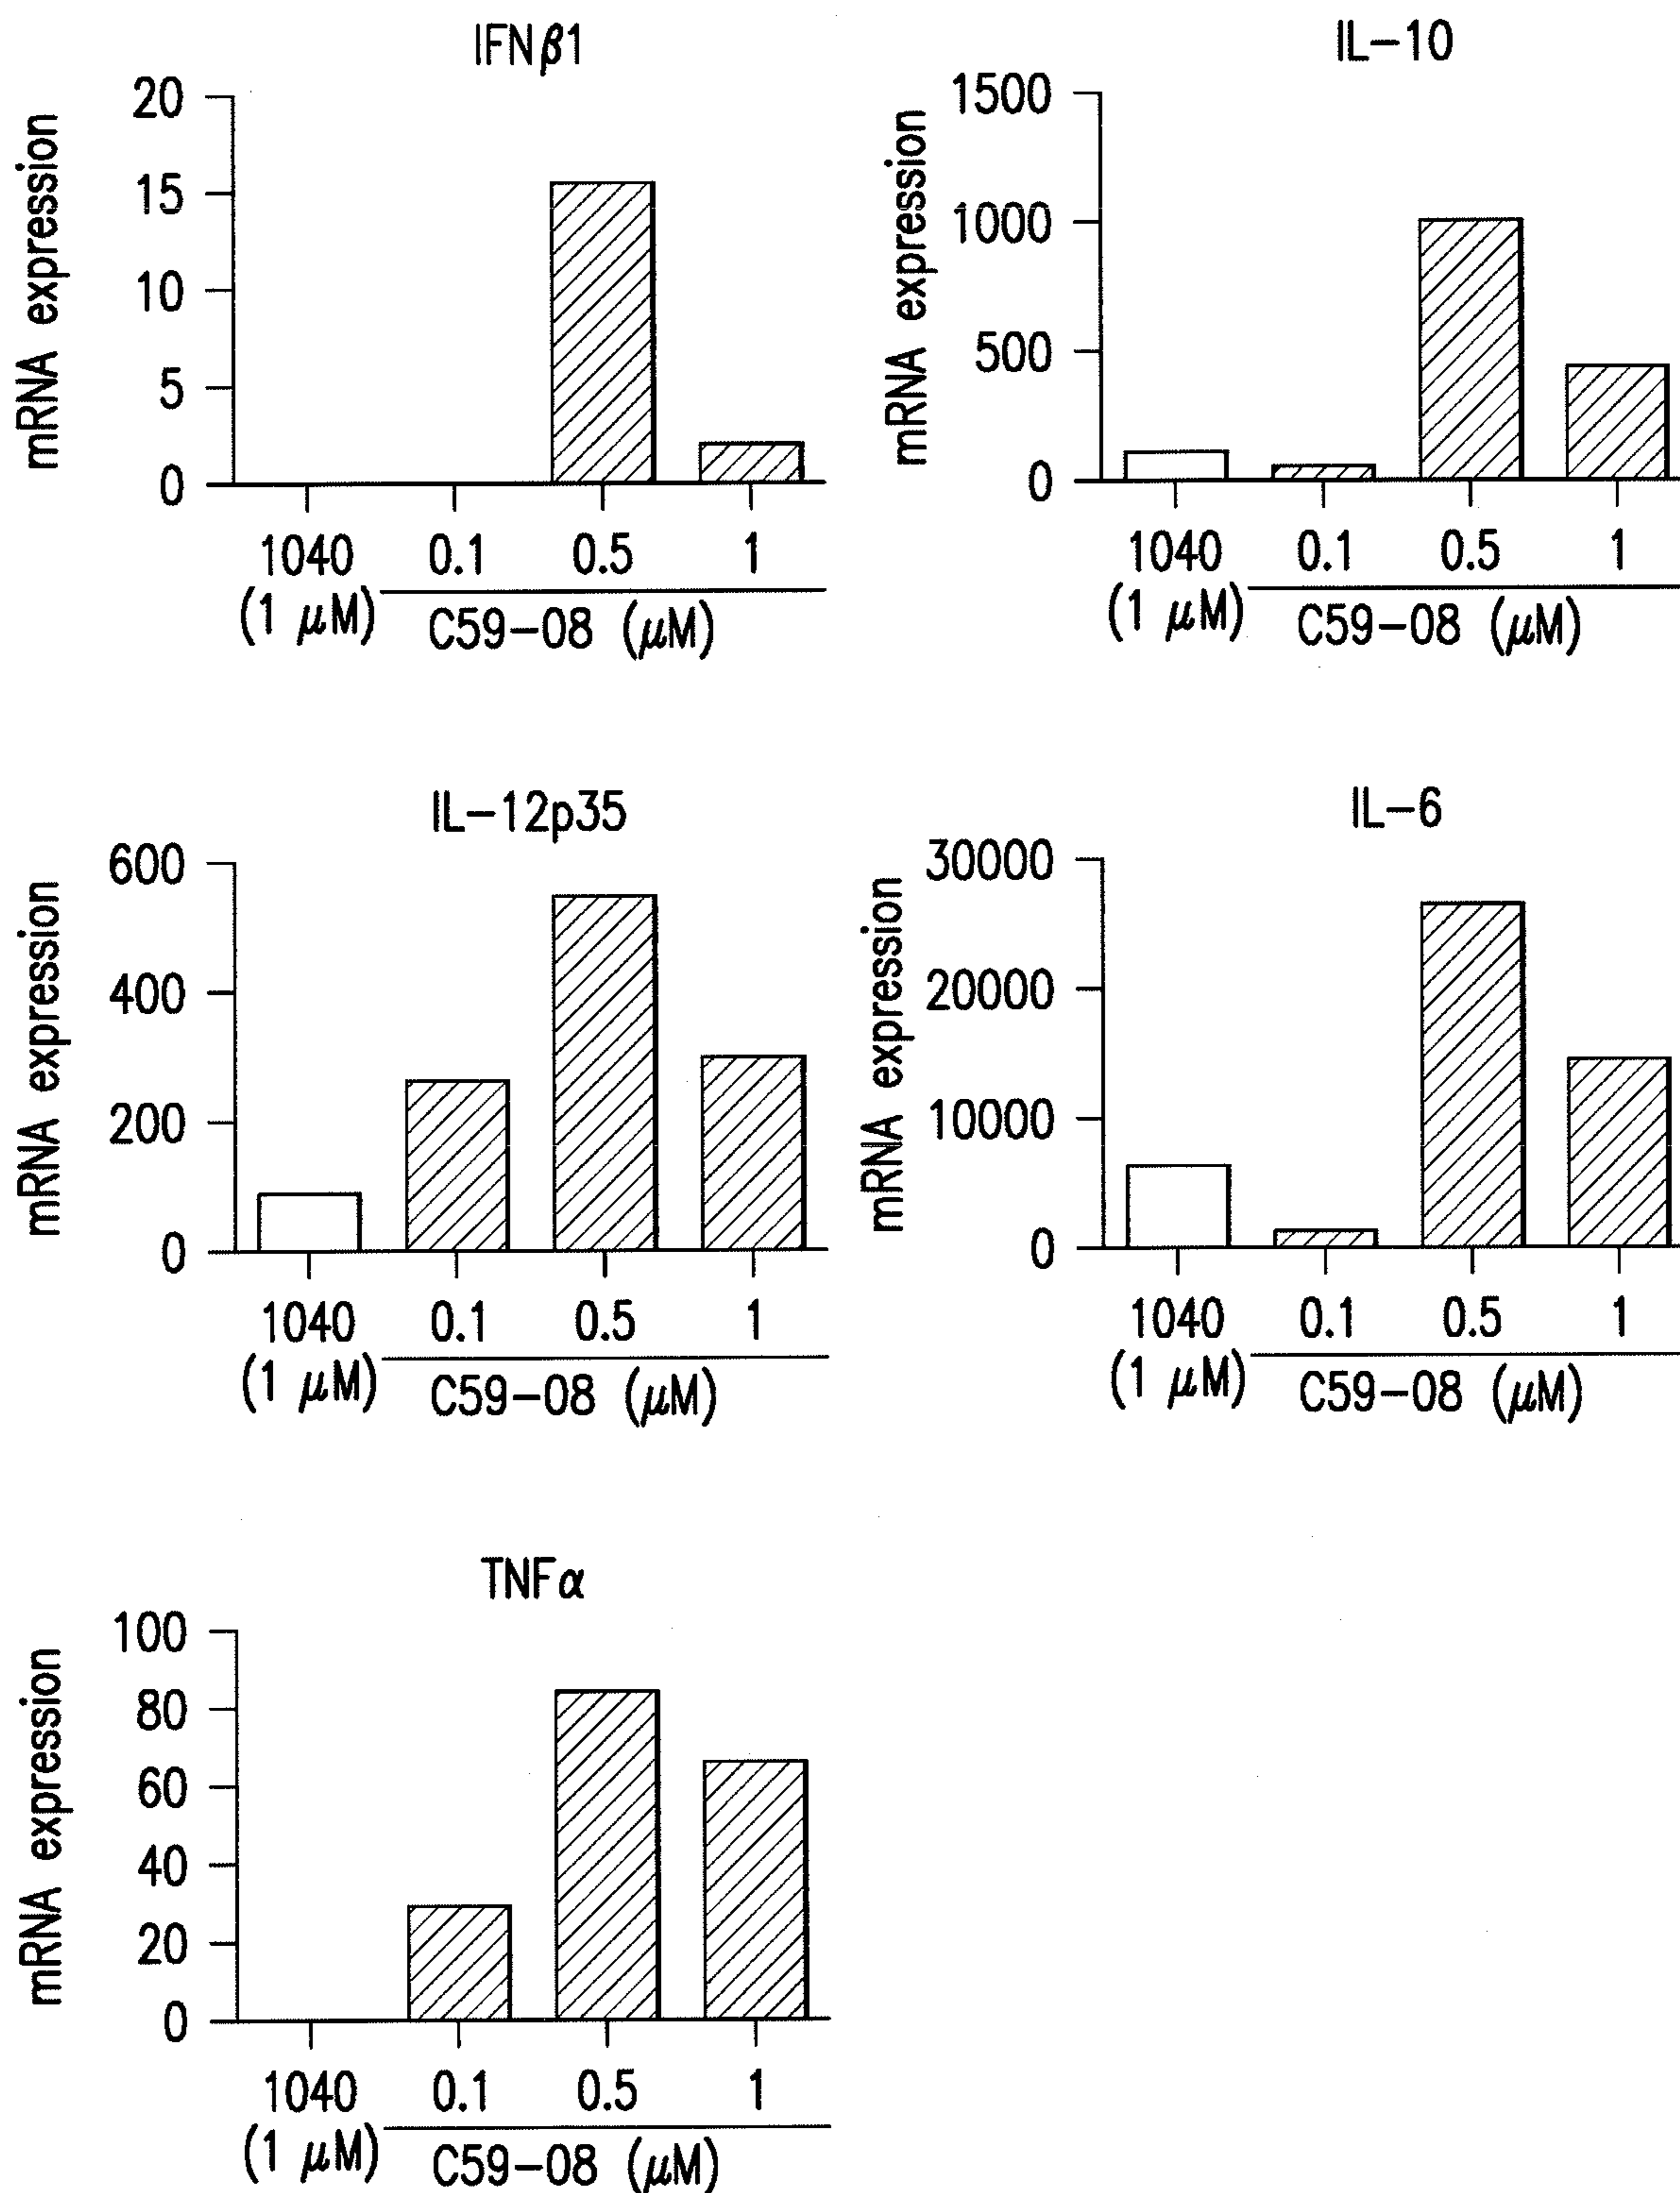 IFNβ1
mRNA expression
20
15
10
5
0
1040 0.1 0.5 1
(1 μM) C59-08 (μM)
IL-10
mRNA expression
1500
1000
500
0
1040 0.1 0.5 1
(1 μM) C59-08 (μM)
IL-12p35
mRNA expression
600
400
200
0
1040 0.1 0.5 1
(1 μM) C59-08 (μM)
IL-6
mRNA expression
30000
20000
10000
0
1040 0.1 0.5 1
(1 μM) C59-08 (μM)
TNFα
mRNA expression
100
80
60
40
20
0
1040 0.1 0.5 1
(1 μM) C59-08 (μM)